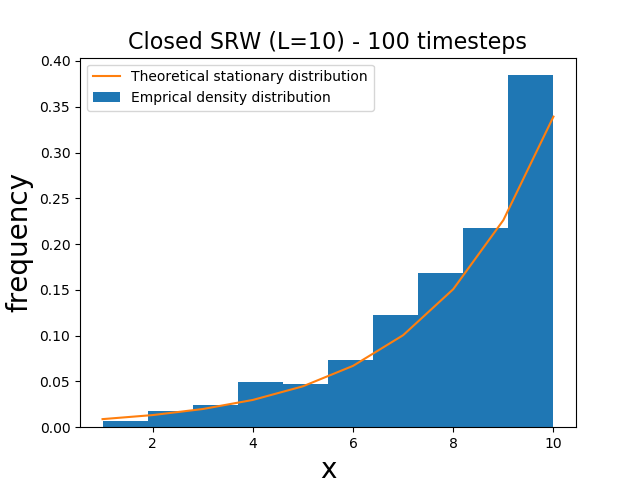 Closed SRW (L=10) - 100 timesteps
Theoretical stationary distribution
Emprical density distribution
frequency
0.40
0.35
0.30
0.25
0.20
0.15
0.10
0.05
0.00
2 4 6 8 10
x